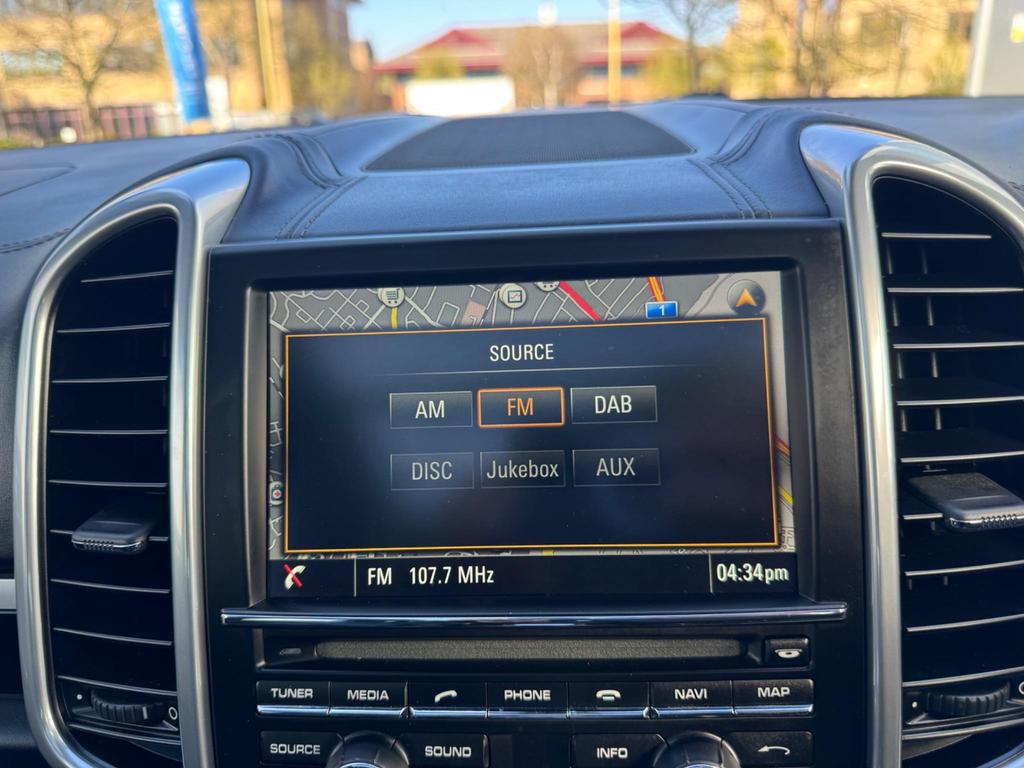 1
SOURCE
AM FM DAB
DISC Jukebox AUX
FM 107.7 MHz 04:34pm
TUNER MEDIA PHONE NAVI MAP
SOURCE SOUND INFO